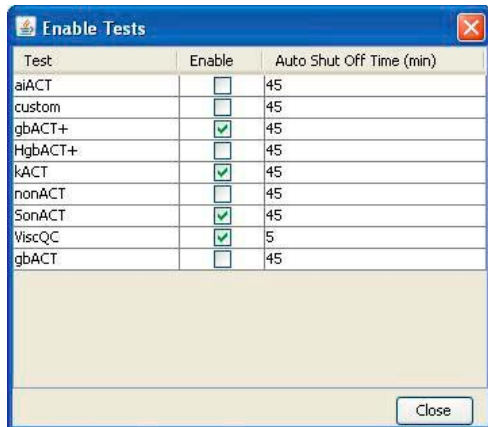 Enable Tests
Test Enable Auto Shut Off Time (min)
aiACT 45
custom 45
gbACT+ 45
HgbACT+ 45
kACT 45
nonACT 45
SonACT 45
ViscQC 5
gbACT 45
Close